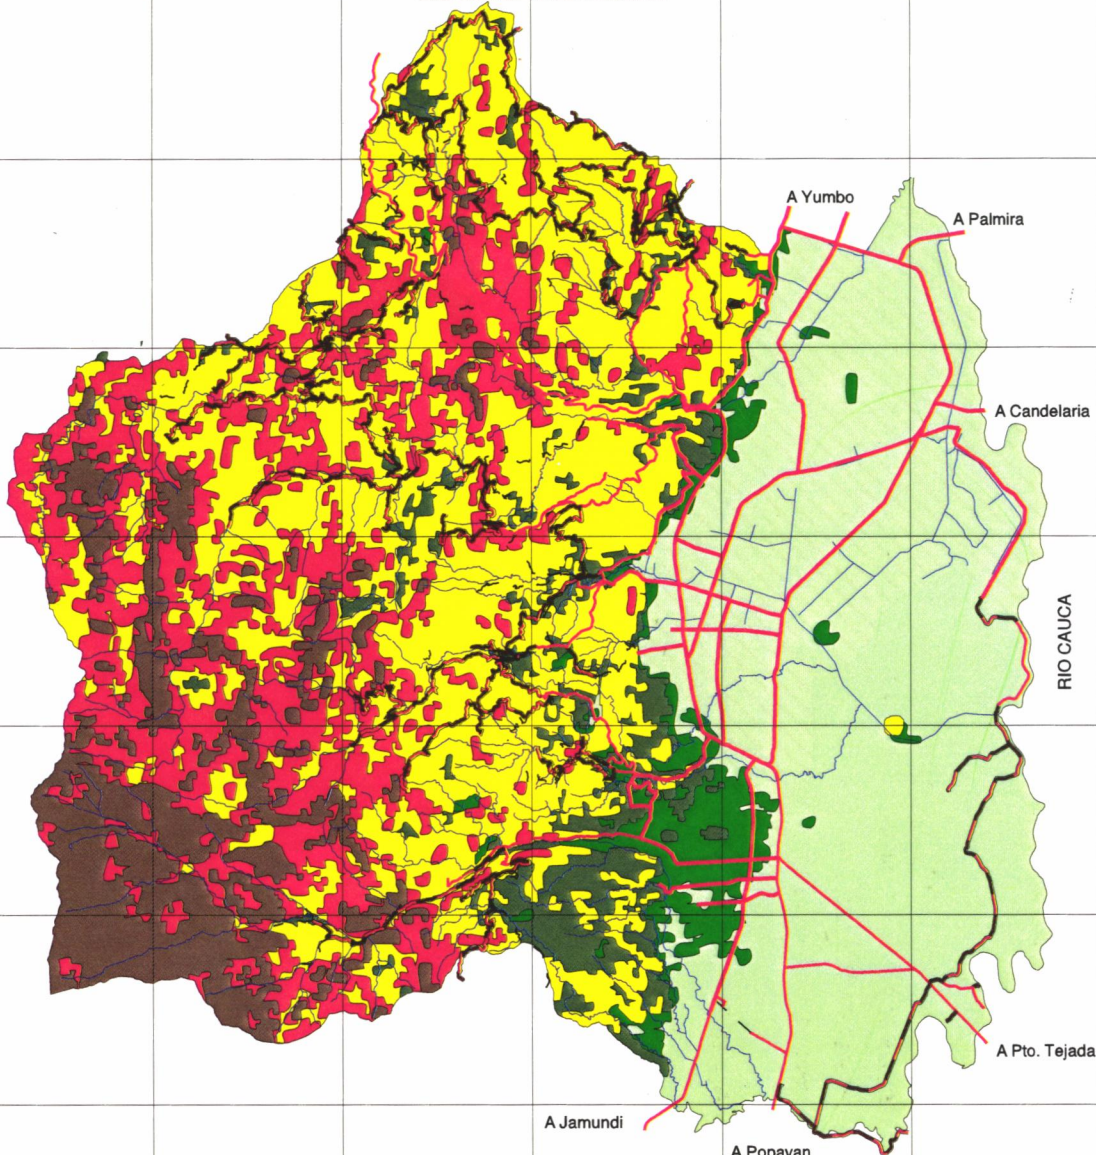 A Yumbo
A Palmira
A Candelaria
RIO CAUCA
A Pto. Tejada
A Jamundi
A Popayan